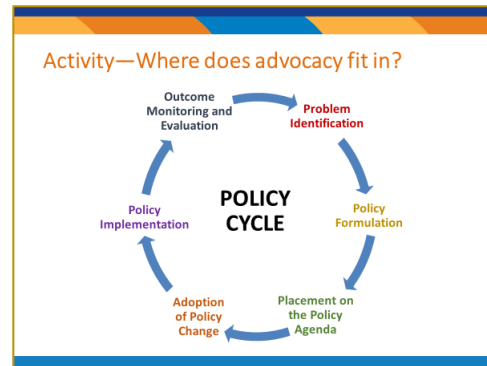 Activity—Where does advocacy fit in?
Outcome
Monitoring and
Evaluation
Problem
Identification
Policy
Formulation
Placement on
the Policy
Agenda
Adoption
of Policy
Change
Policy
Implementation
POLICY
CYCLE